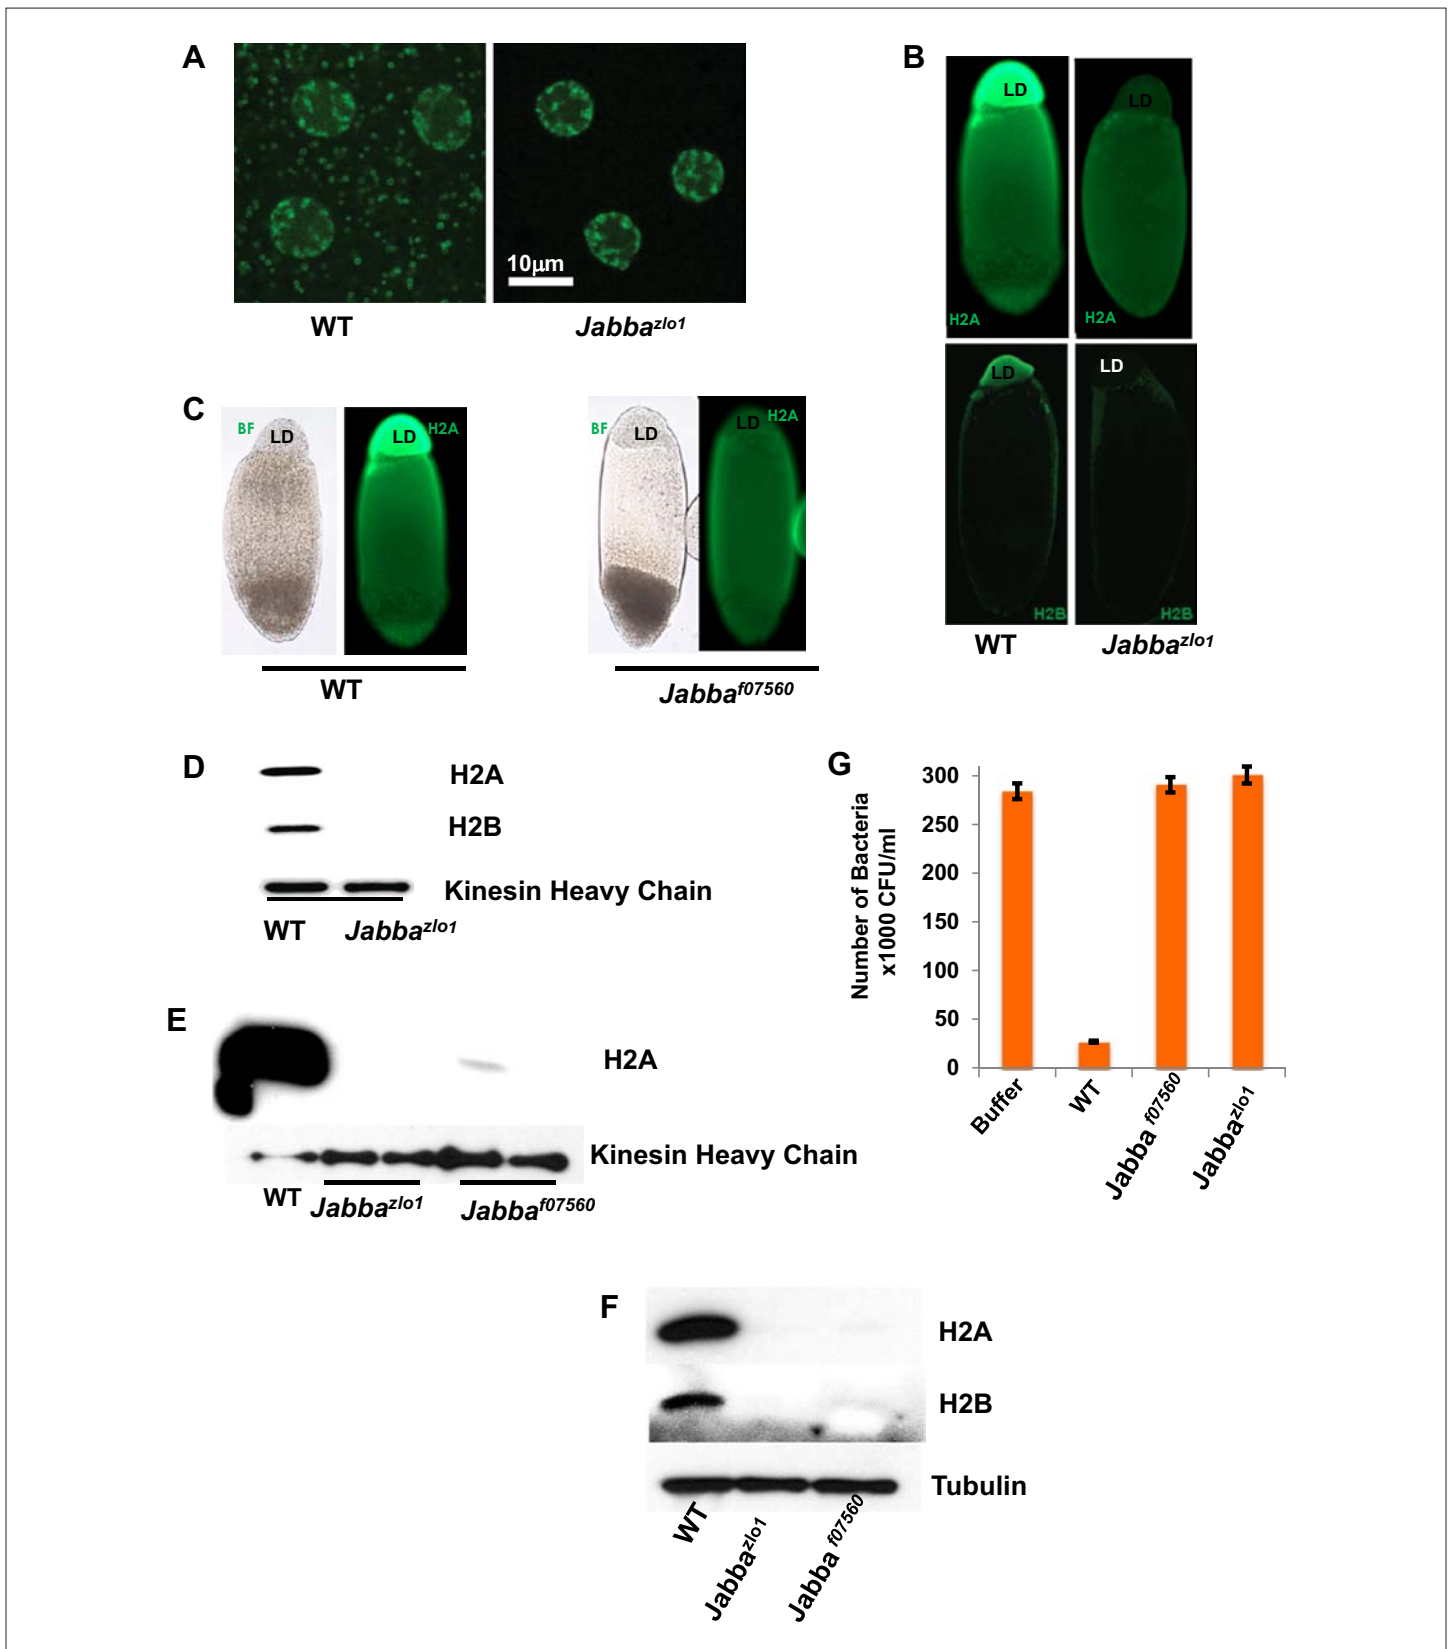 A
10μm
WT
Jabbazlo1
B
LD
LD
H2A
H2A
LD
LD
H2B
H2B
WT
Jabbazlo1
C
BF
LD
LD
H2A
WT
BF
LD
LD
H2A
Jabbaf07560
D
H2A
H2B
Kinesin Heavy Chain
WT
Jabbazlo1
E
H2A
Kinesin Heavy Chain
WT
Jabbazlo1
Jabbaf07560
F
H2A
H2B
Tubulin
WT
Jabbazlo1
Jabba f07560
G
Number of Bacteria
x1000 CFU/ml
300
250
200
150
100
50
0
Buffer
WT
Jabba f07560
Jabbazlo1